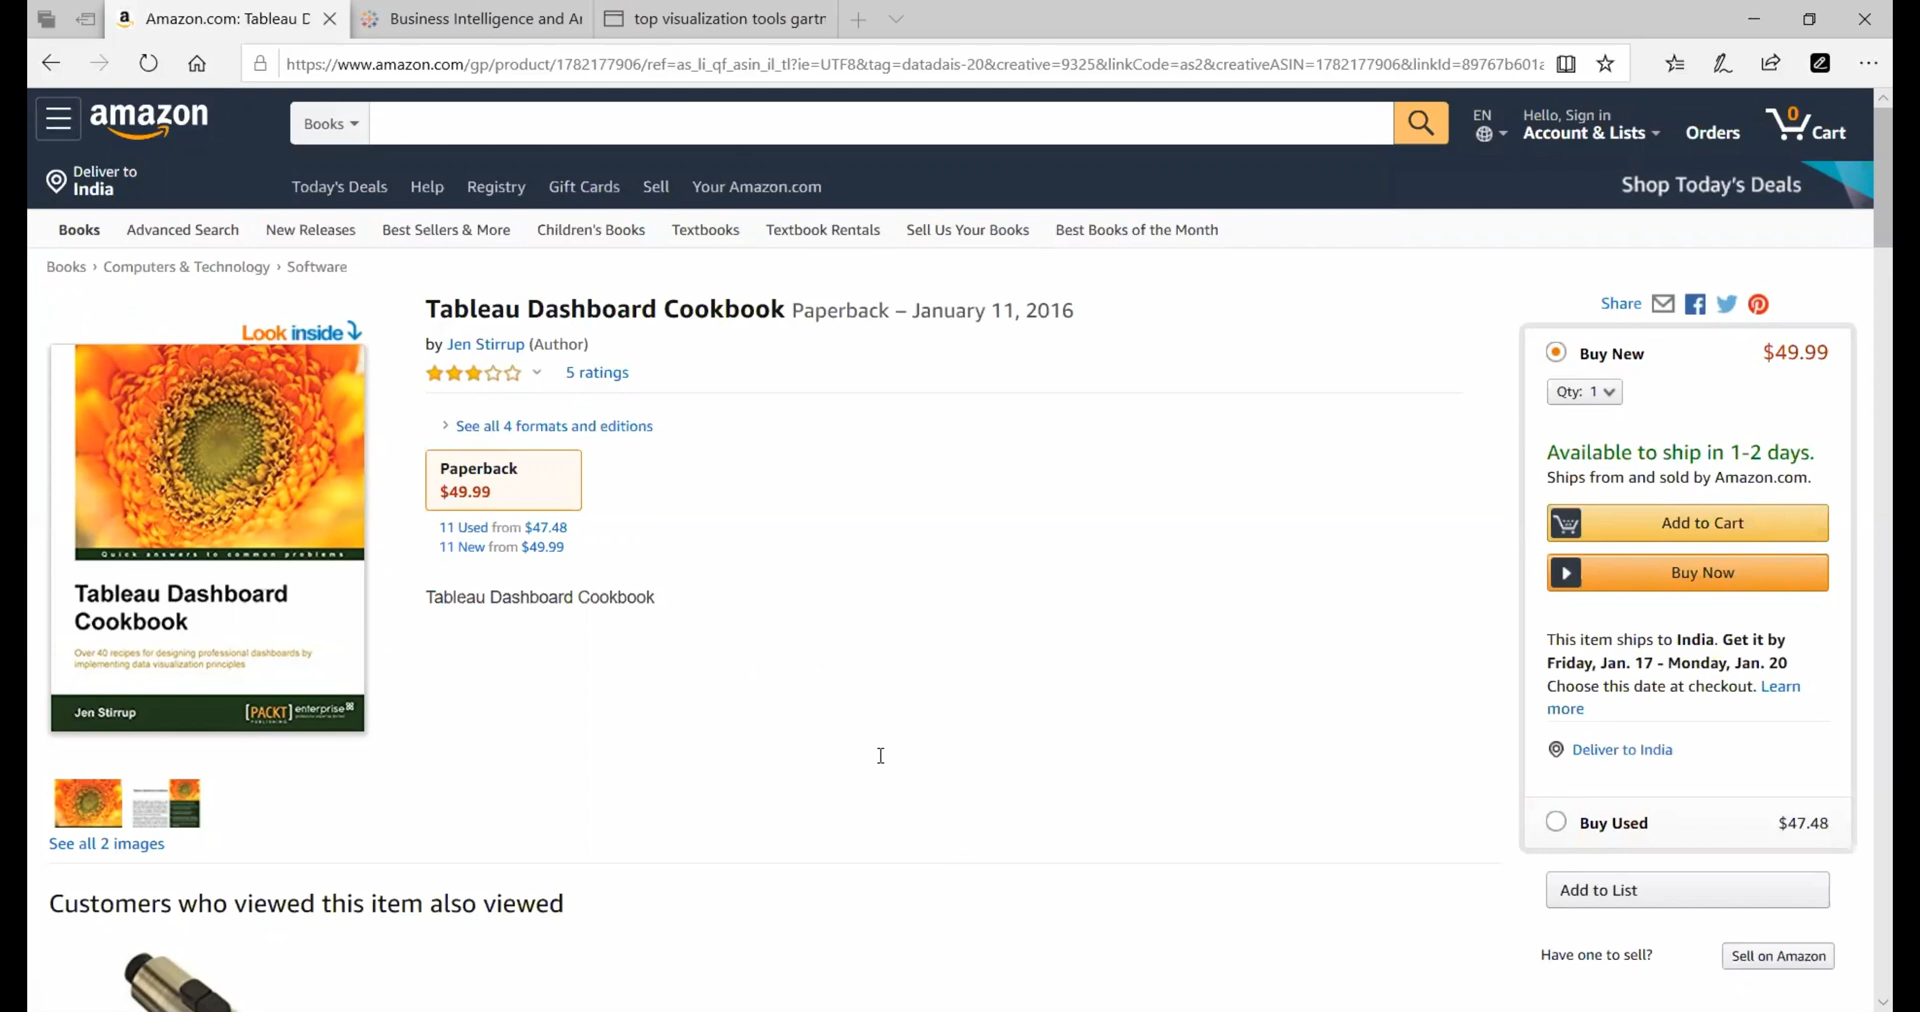 Amazon.com: Tableau D
Business Intelligence and Ar
top visualization tools gartr
https://www.amazon.com/gp/product/1782177906/ref=as_li_qf_asin_il_tl?ie=UTF8&tag=datadais-20&creative=9325&linkCode=as2&creativeASIN=1782177906&linkId=89767b601a
amazon
Books
EN
Hello, Sign in
Account & Lists
Orders
0
Cart
Deliver to
India
Today's Deals
Help
Registry
Gift Cards
Sell
Your Amazon.com
Shop Today's Deals
Books
Advanced Search
New Releases
Best Sellers & More
Children's Books
Textbooks
Textbook Rentals
Sell Us Your Books
Best Books of the Month
Books › Computers & Technology › Software
Look inside
Quick answers to common problems
Tableau Dashboard
Cookbook
Over 40 recipes for designing professional dashboards by
implementing data visualization principles
Jen Stirrup
[PACKT] enterprise
PUBLISHING
See all 2 images
Tableau Dashboard Cookbook Paperback – January 11, 2016
by Jen Stirrup (Author)
5 ratings
See all 4 formats and editions
Paperback
$49.99
11 Used from $47.48
11 New from $49.99
Tableau Dashboard Cookbook
Share
Buy New
$49.99
Qty: 1
Available to ship in 1-2 days.
Ships from and sold by Amazon.com.
Add to Cart
Buy Now
This item ships to India. Get it by
Friday, Jan. 17 - Monday, Jan. 20
Choose this date at checkout. Learn
more
Deliver to India
Buy Used
$47.48
Add to List
Have one to sell?
Sell on Amazon
Customers who viewed this item also viewed